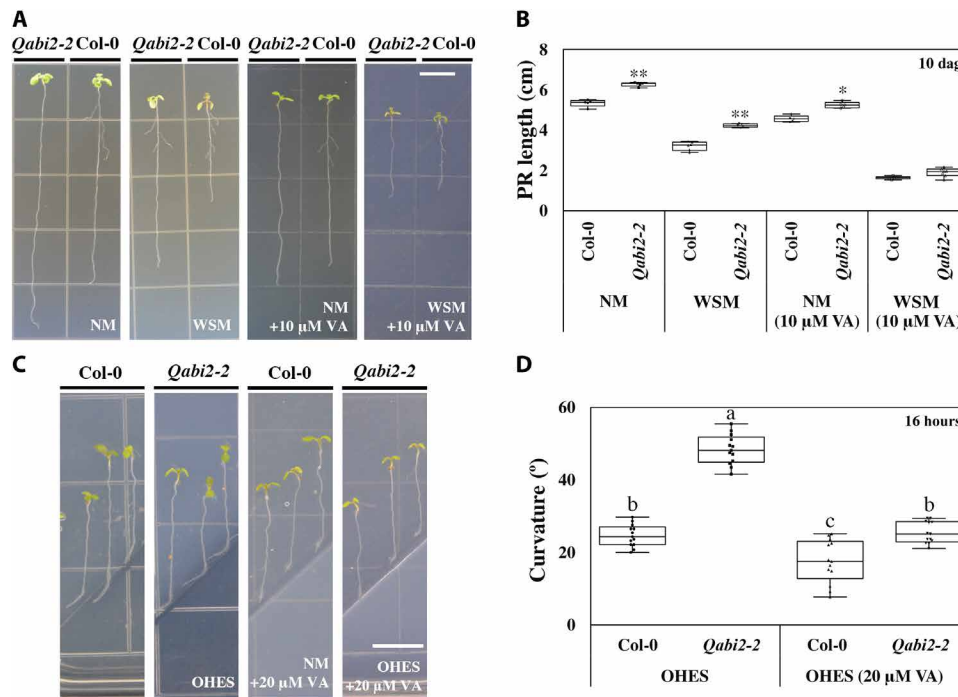 A
Qabi2-2 Col-0
Qabi2-2 Col-0
Qabi2-2 Col-0
Qabi2-2 Col-0
NM
WSM
NM
+10 µM VA
WSM
+10 µM VA
B
PR length (cm)
8
6
4
2
0
10 dag
**
**
*
Col-0
Qabi2-2
Col-0
Qabi2-2
Col-0
Qabi2-2
Col-0
Qabi2-2
NM
WSM
NM
(10 µM VA)
WSM
(10 µM VA)
C
Col-0
Qabi2-2
Col-0
Qabi2-2
OHES
NM
+20 µM VA
OHES
+20 µM VA
D
Curvature (º)
60
40
20
0
16 hours
b
a
c
b
Col-0
Qabi2-2
Col-0
Qabi2-2
OHES
OHES (20 µM VA)